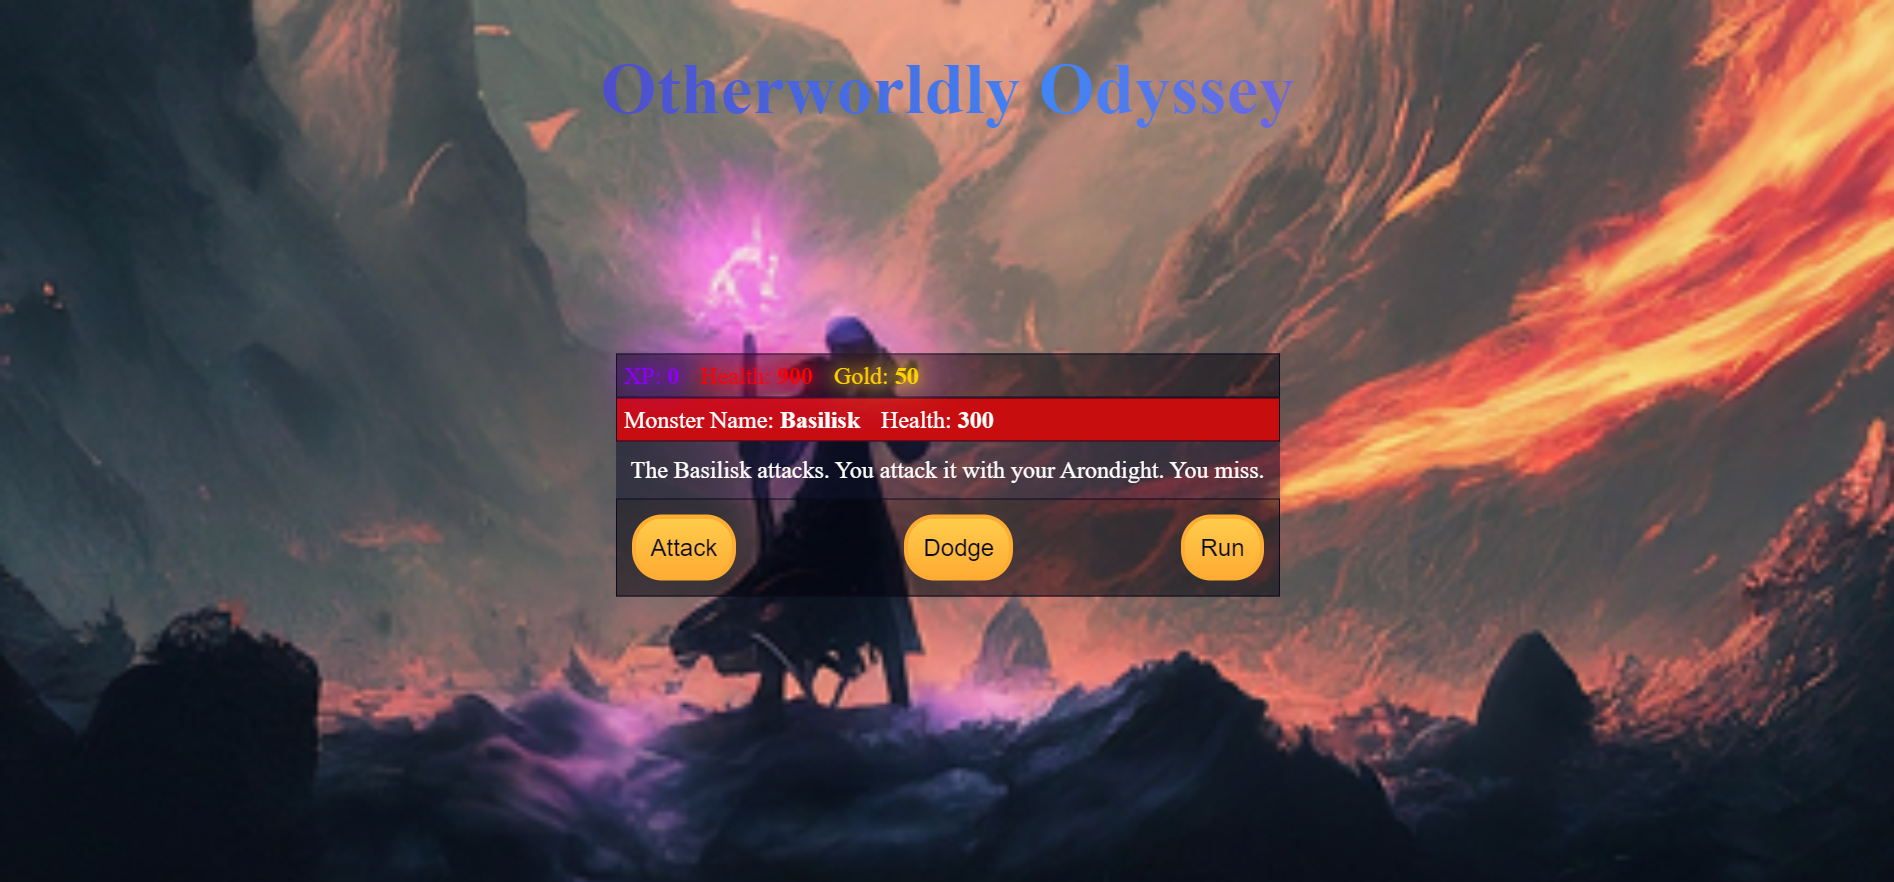 Otherworldly Odyssey
XP: 0 Health: 900 Gold: 50
Monster Name: Basilisk Health: 300
The Basilisk attacks. You attack it with your Arondight. You miss.
Attack Dodge Run